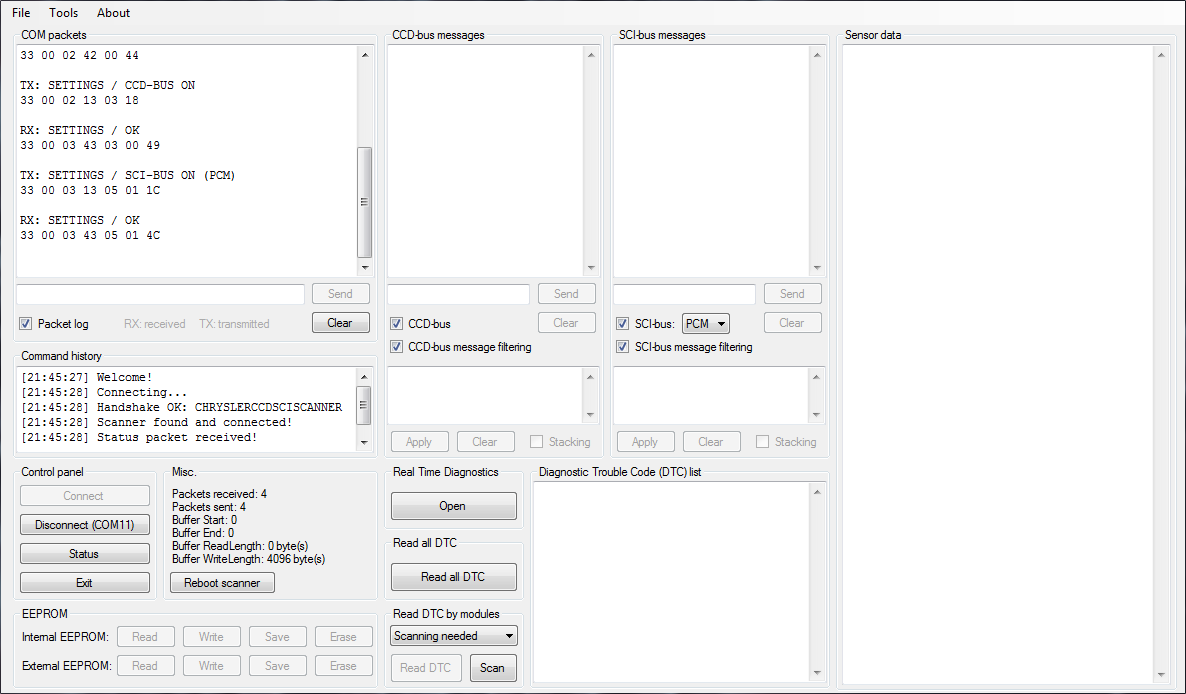 File Tools About
COM packets
33 00 02 42 00 44
TX: SETTINGS / CCD-BUS ON
33 00 02 13 03 18
RX: SETTINGS / OK
33 00 03 43 03 00 49
TX: SETTINGS / SCI-BUS ON (PCM)
33 00 03 13 05 01 1C
RX: SETTINGS / OK
33 00 03 43 05 01 4C
Send
Packet log RX: received TX: transmitted Clear
Command history
[21:45:27] Welcome!
[21:45:28] Connecting...
[21:45:28] Handshake OK: CHRYSLERCCDSCISCANNER
[21:45:28] Scanner found and connected!
[21:45:28] Status packet received!
CCD-bus messages
Send
CCD-bus Clear
CCD-bus message filtering
Apply Clear Stacking
SCI-bus messages
Send
SCI-bus: PCM Clear
SCI-bus message filtering
Apply Clear Stacking
Sensor data
Control panel
Connect
Disconnect (COM11)
Status
Exit
Misc.
Packets received: 4
Packets sent: 4
Buffer Start: 0
Buffer End: 0
Buffer ReadLength: 0 byte(s)
Buffer WriteLength: 4096 byte(s)
Reboot scanner
EEPROM
Internal EEPROM: Read Write Save Erase
External EEPROM: Read Write Save Erase
Real Time Diagnostics
Open
Read all DTC
Read all DTC
Read DTC by modules
Scanning needed
Read DTC Scan
Diagnostic Trouble Code (DTC) list